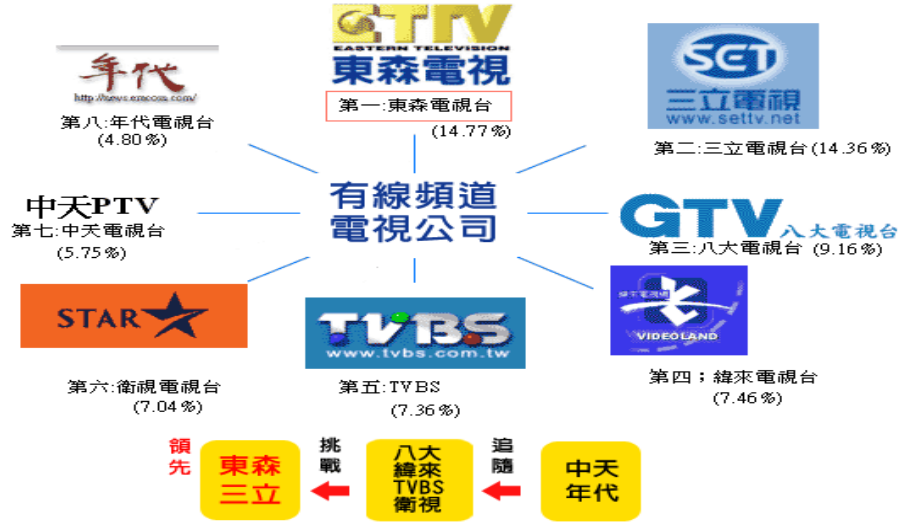 ETTV
EASTERN TELEVISION
東森電視
第一:東森電視台
(14.77%)
SET
三立電視
www.settv.net
第二:三立電視台(14.36%)
GTV 八大電視台
第三:八大電視台 (9.16%)
緯來電視網
VIDEOLAND
第四；緯來電視台
(7.46%)
TVBS
www.tvbs.com.tw
第五:TVBS
(7.36%)
STAR
第六:衛視電視台
(7.04%)
中天PTV
第七:中天電視台
(5.75%)
年代
第八:年代電視台
(4.80%)
有線頻道
電視公司
領先
東森
三立
挑戰
八大
緯來
TVBS
衛視
追隨
中天
年代